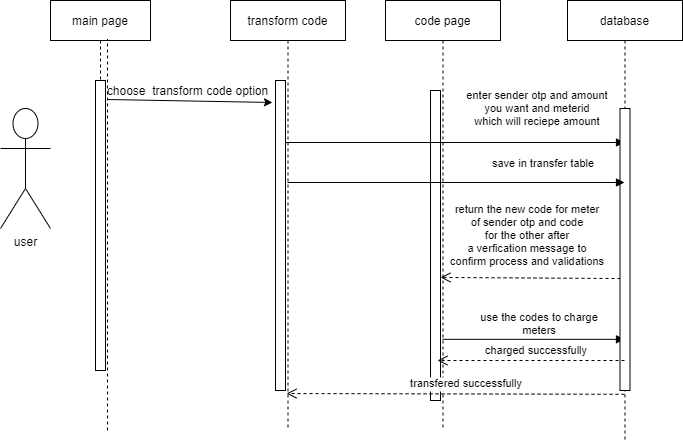 main page
transform code
code page
database
choose  transform code option
enter sender otp and amount
you want and meterid
which will reciepe amount
save in transfer table
return the new code for meter
of sender otp and code
for the other after
a verfication message to
confirm process and validations
user
use the codes to charge
meters
charged successfully
transfered successfully